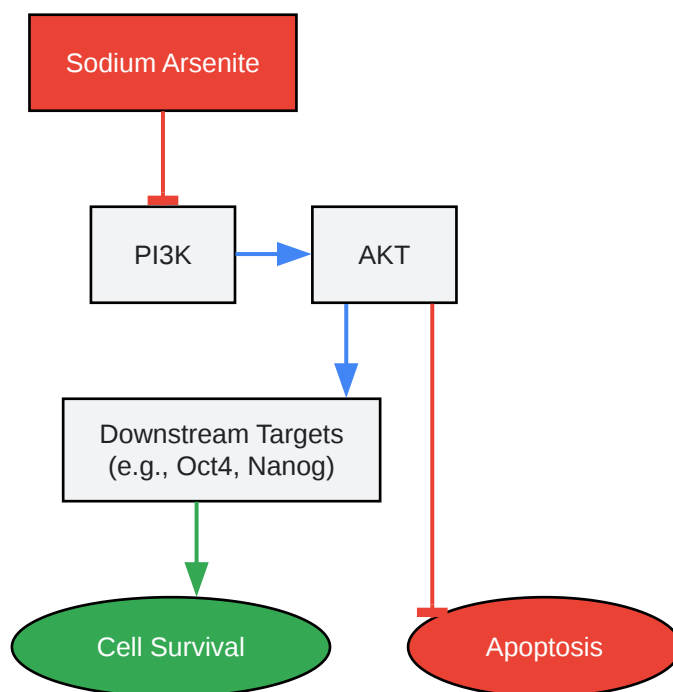 Sodium Arsenite
PI3K
AKT
Downstream Targets
(e.g., Oct4, Nanog)
Cell Survival
Apoptosis